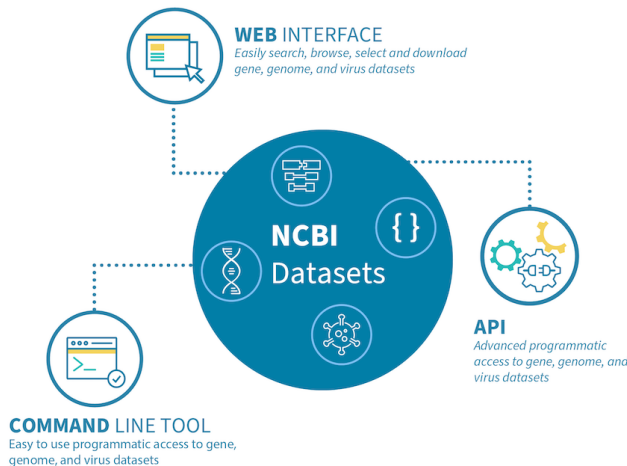 WEB INTERFACE
Easily search, browse, select and download
gene, genome, and virus datasets
NCBI
Datasets
{ }
API
Advanced programmatic
access to gene, genome, and
virus datasets
>_
COMMAND LINE TOOL
Easy to use programmatic access to gene,
genome, and virus datasets